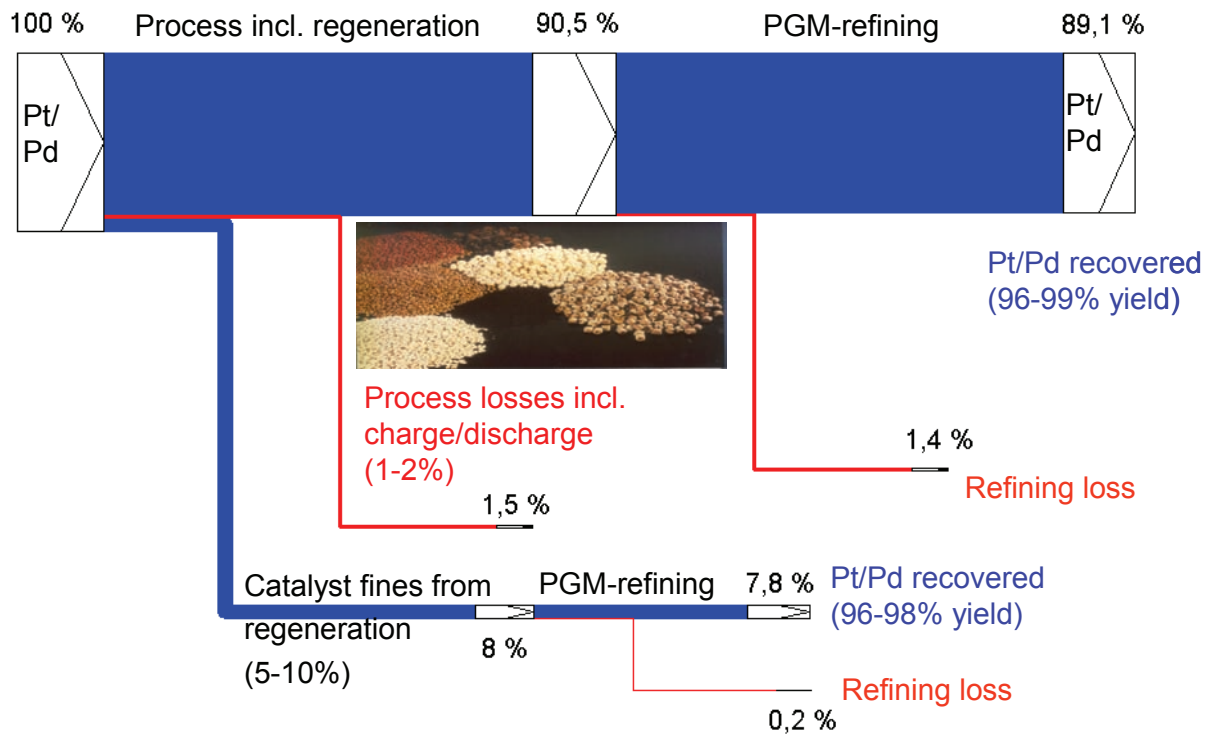 100 %
Process incl. regeneration
90,5 %
PGM-refining
89,1 %
Pt/
Pd
Pt/
Pd
Pt/Pd recovered
(96-99% yield)
Process losses incl.
charge/discharge
(1-2%)
1,5 %
1,4 %
Refining loss
Catalyst fines from
regeneration
(5-10%)
8 %
PGM-refining
7,8 %
Pt/Pd recovered
(96-98% yield)
Refining loss
0,2 %